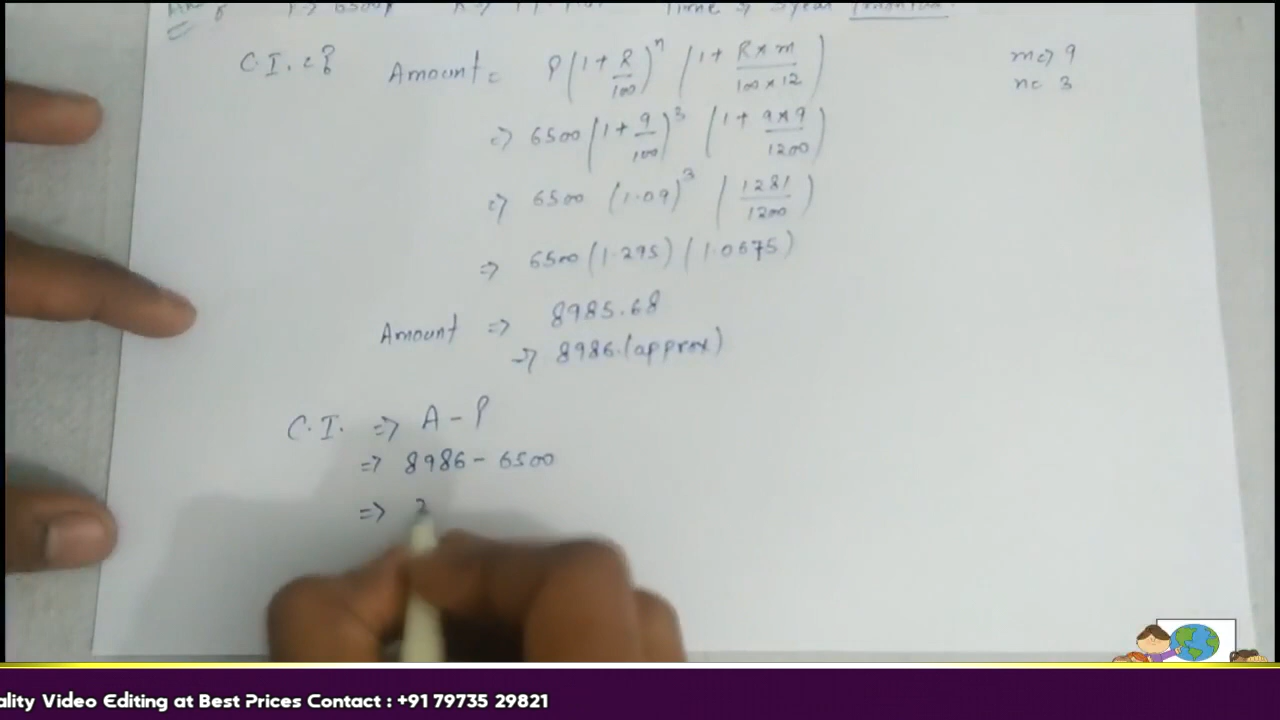 C.I. = ? Amount = P(1+R/100)^n (1+ R×m/100×12) m=>9
n= 3
=> 6500(1+9/100)^3 (1+ 9×9/1200)
=> 6500 (1.09)^3 (1281/1200)
=> 6500(1.295)(1.0675)
Amount => 8985.68
=> 8986.(approx)
C.I. => A-P
=> 8986 - 6500
=> 2
ality Video Editing at Best Prices Contact : +91 79735 29821